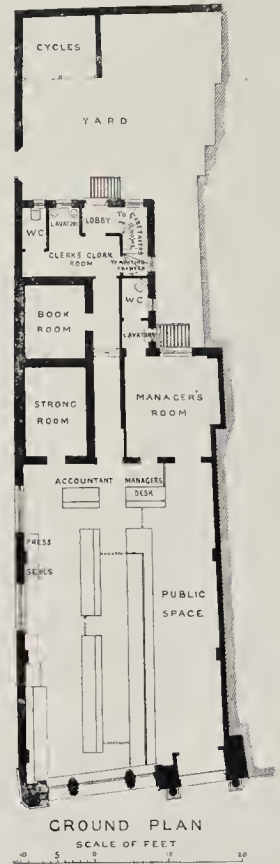 CYCLES
YARD
LOBBY
TO
LAVATORY
WC
CLERKS CLOAK
ROOM
WC
BOOK
ROOM
LAVATORY
STRONG
ROOM
MANAGER'S
ROOM
ACCOUNTANT
MANAGERS
DESK
PRESS
SEALS
PUBLIC
SPACE
GROUND PLAN
SCALE OF FEET
10 5 0 10 20